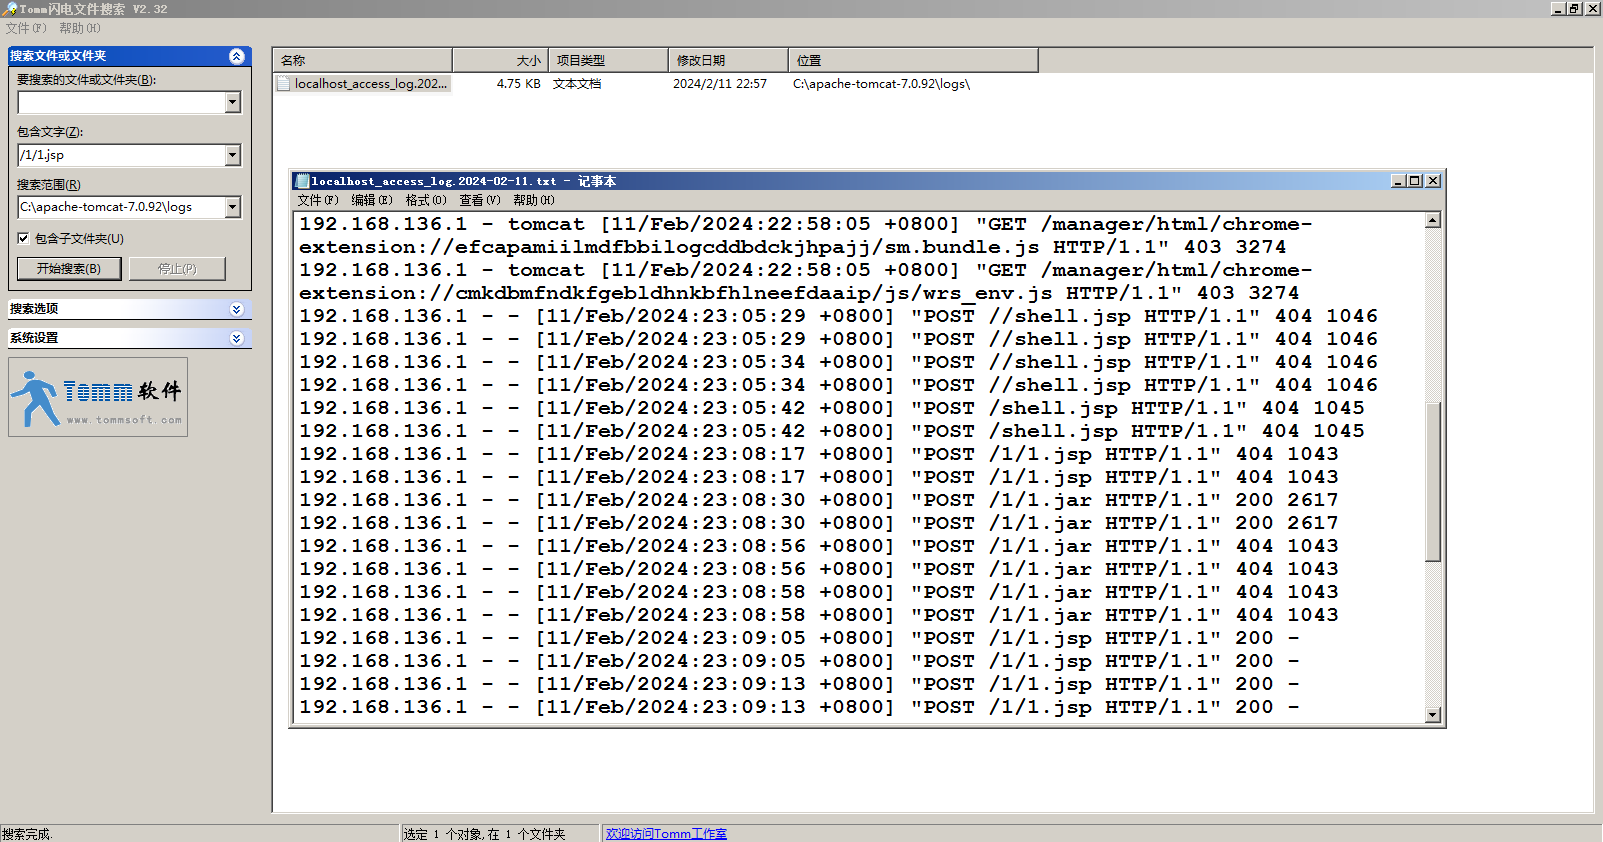 Tomm闪电文件搜索 V2.32
文件(F) 帮助(H)
搜索文件或文件夹
要搜索的文件或文件夹(B):
包含文字(Z):
/1/1.jsp
搜索范围(R)
C:\apache-tomcat-7.0.92\logs
包含子文件夹(U)
开始搜索(B) 停止(P)
搜索选项
系统设置
Tomm 软件
www.tommsoft.com
名称 大小 项目类型 修改日期 位置
localhost_access_log.202... 4.75 KB 文本文档 2024/2/11 22:57 C:\apache-tomcat-7.0.92\logs\
localhost_access_log.2024-02-11.txt - 记事本
文件(F) 编辑(E) 格式(O) 查看(V) 帮助(H)
192.168.136.1 - tomcat [11/Feb/2024:22:58:05 +0800] "GET /manager/html/chrome-
extension://efcapamiilmdfbbilogcddbdckjhpajj/sm.bundle.js HTTP/1.1" 403 3274
192.168.136.1 - tomcat [11/Feb/2024:22:58:05 +0800] "GET /manager/html/chrome-
extension://cmkdbmfndkfgebldhnkbfhlneefdaaip/js/wrs_env.js HTTP/1.1" 403 3274
192.168.136.1 - - [11/Feb/2024:23:05:29 +0800] "POST //shell.jsp HTTP/1.1" 404 1046
192.168.136.1 - - [11/Feb/2024:23:05:29 +0800] "POST //shell.jsp HTTP/1.1" 404 1046
192.168.136.1 - - [11/Feb/2024:23:05:34 +0800] "POST //shell.jsp HTTP/1.1" 404 1046
192.168.136.1 - - [11/Feb/2024:23:05:34 +0800] "POST //shell.jsp HTTP/1.1" 404 1046
192.168.136.1 - - [11/Feb/2024:23:05:42 +0800] "POST /shell.jsp HTTP/1.1" 404 1045
192.168.136.1 - - [11/Feb/2024:23:05:42 +0800] "POST /shell.jsp HTTP/1.1" 404 1045
192.168.136.1 - - [11/Feb/2024:23:08:17 +0800] "POST /1/1.jsp HTTP/1.1" 404 1043
192.168.136.1 - - [11/Feb/2024:23:08:17 +0800] "POST /1/1.jsp HTTP/1.1" 404 1043
192.168.136.1 - - [11/Feb/2024:23:08:30 +0800] "POST /1/1.jar HTTP/1.1" 200 2617
192.168.136.1 - - [11/Feb/2024:23:08:30 +0800] "POST /1/1.jar HTTP/1.1" 200 2617
192.168.136.1 - - [11/Feb/2024:23:08:56 +0800] "POST /1/1.jar HTTP/1.1" 404 1043
192.168.136.1 - - [11/Feb/2024:23:08:56 +0800] "POST /1/1.jar HTTP/1.1" 404 1043
192.168.136.1 - - [11/Feb/2024:23:08:58 +0800] "POST /1/1.jar HTTP/1.1" 404 1043
192.168.136.1 - - [11/Feb/2024:23:08:58 +0800] "POST /1/1.jar HTTP/1.1" 404 1043
192.168.136.1 - - [11/Feb/2024:23:09:05 +0800] "POST /1/1.jsp HTTP/1.1" 200 -
192.168.136.1 - - [11/Feb/2024:23:09:05 +0800] "POST /1/1.jsp HTTP/1.1" 200 -
192.168.136.1 - - [11/Feb/2024:23:09:13 +0800] "POST /1/1.jsp HTTP/1.1" 200 -
192.168.136.1 - - [11/Feb/2024:23:09:13 +0800] "POST /1/1.jsp HTTP/1.1" 200 -
搜索完成. 选定 1 个对象,在 1 个文件夹 欢迎访问Tomm工作室